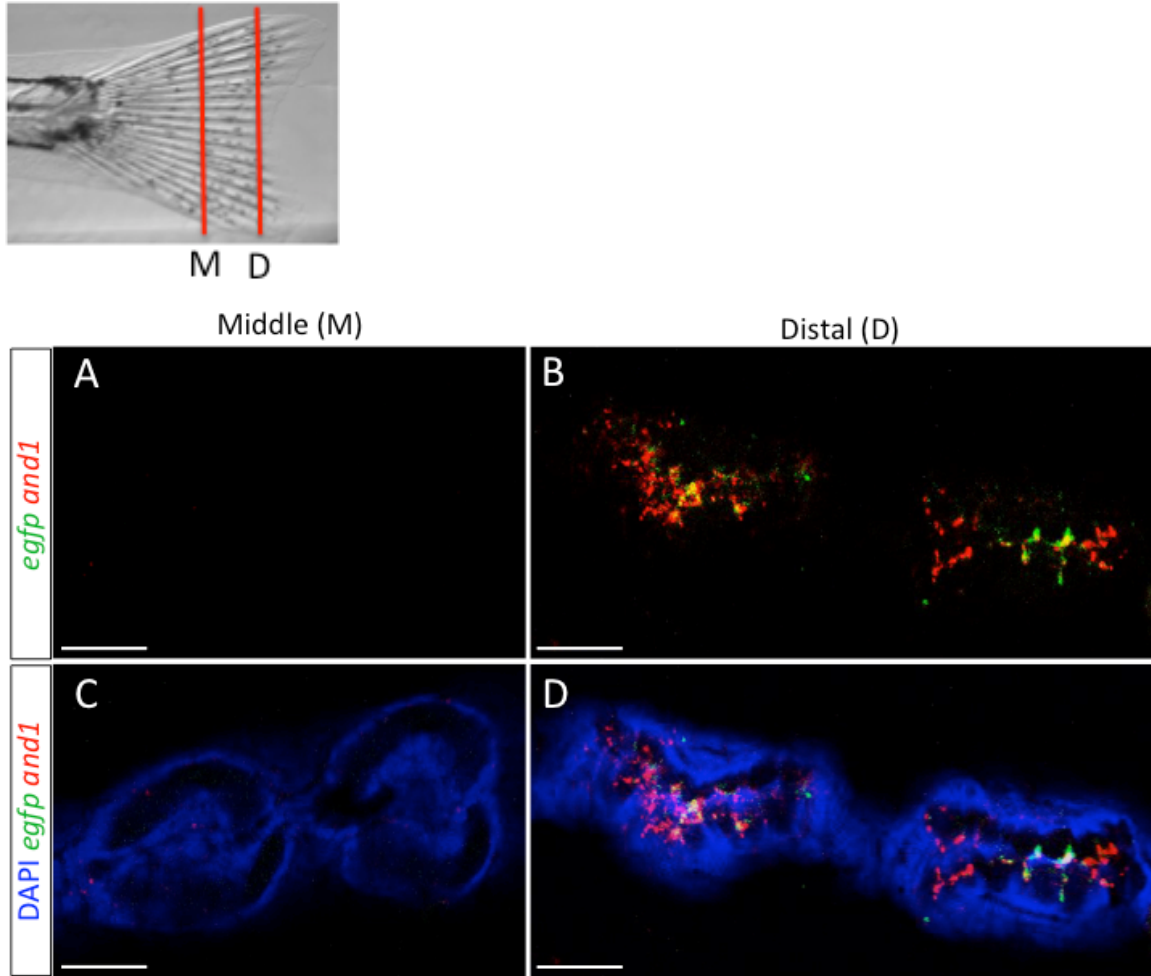 M D
Middle (M)
Distal (D)
A
B
egfp and1
C
D
DAPI egfp and1